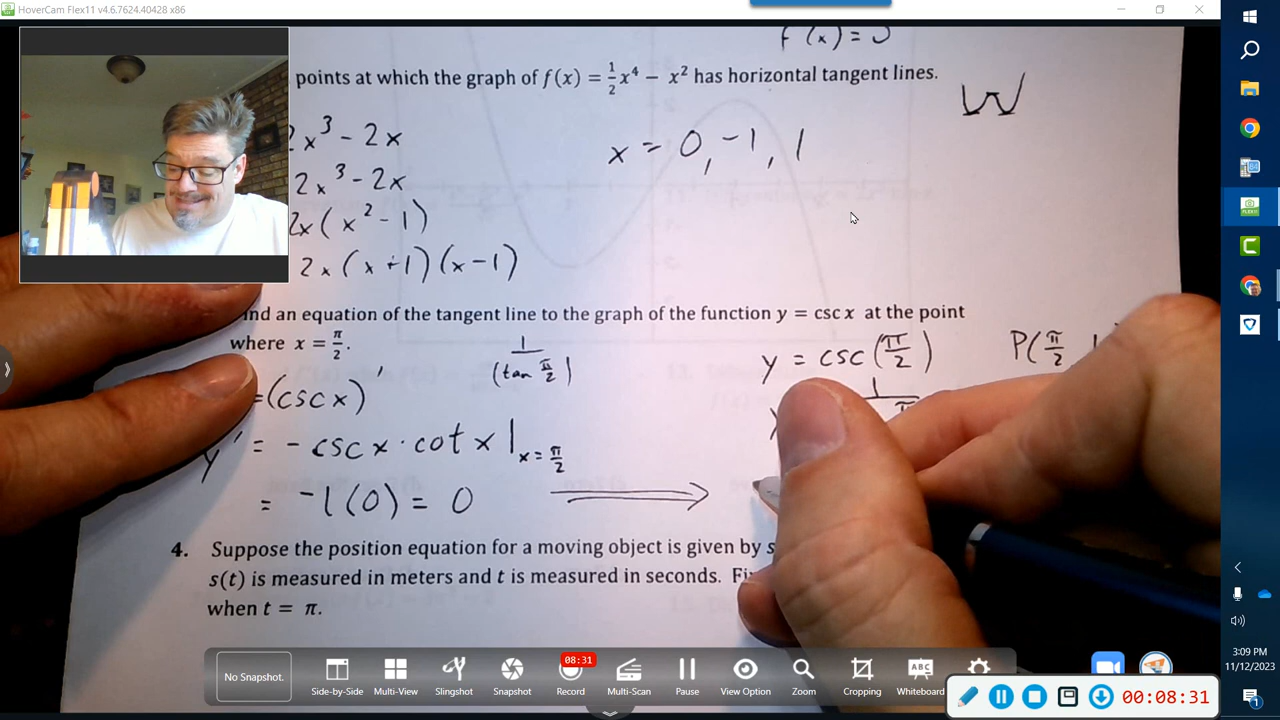 HoverCam Flex11 v4.6.7624.40428 x86
f'(x) = 0
points at which the graph of f(x) = 1/2 x⁴ − x² has horizontal tangent lines.
2x³ - 2x
x = 0, -1, 1
2x³ - 2x
2x(x² - 1)
2x(x+1)(x-1)
nd an equation of the tangent line to the graph of the function y = csc x at the point
where x = π/2.
1/(tan π/2)
y = csc(π/2)
P(π/2, 1
=(csc x)'
1
y' = -csc x · cot x |x=π/2
= -1(0) = 0
4. Suppose the position equation for a moving object is given by s
s(t) is measured in meters and t is measured in seconds. Fi
when t = π.
No Snapshot.
Side-by-Side
Multi-View
Slingshot
Snapshot
08:31
Record
Multi-Scan
Pause
View Option
Zoom
Cropping
ABC
Whiteboard
00:08:31
3:09 PM
11/12/2023